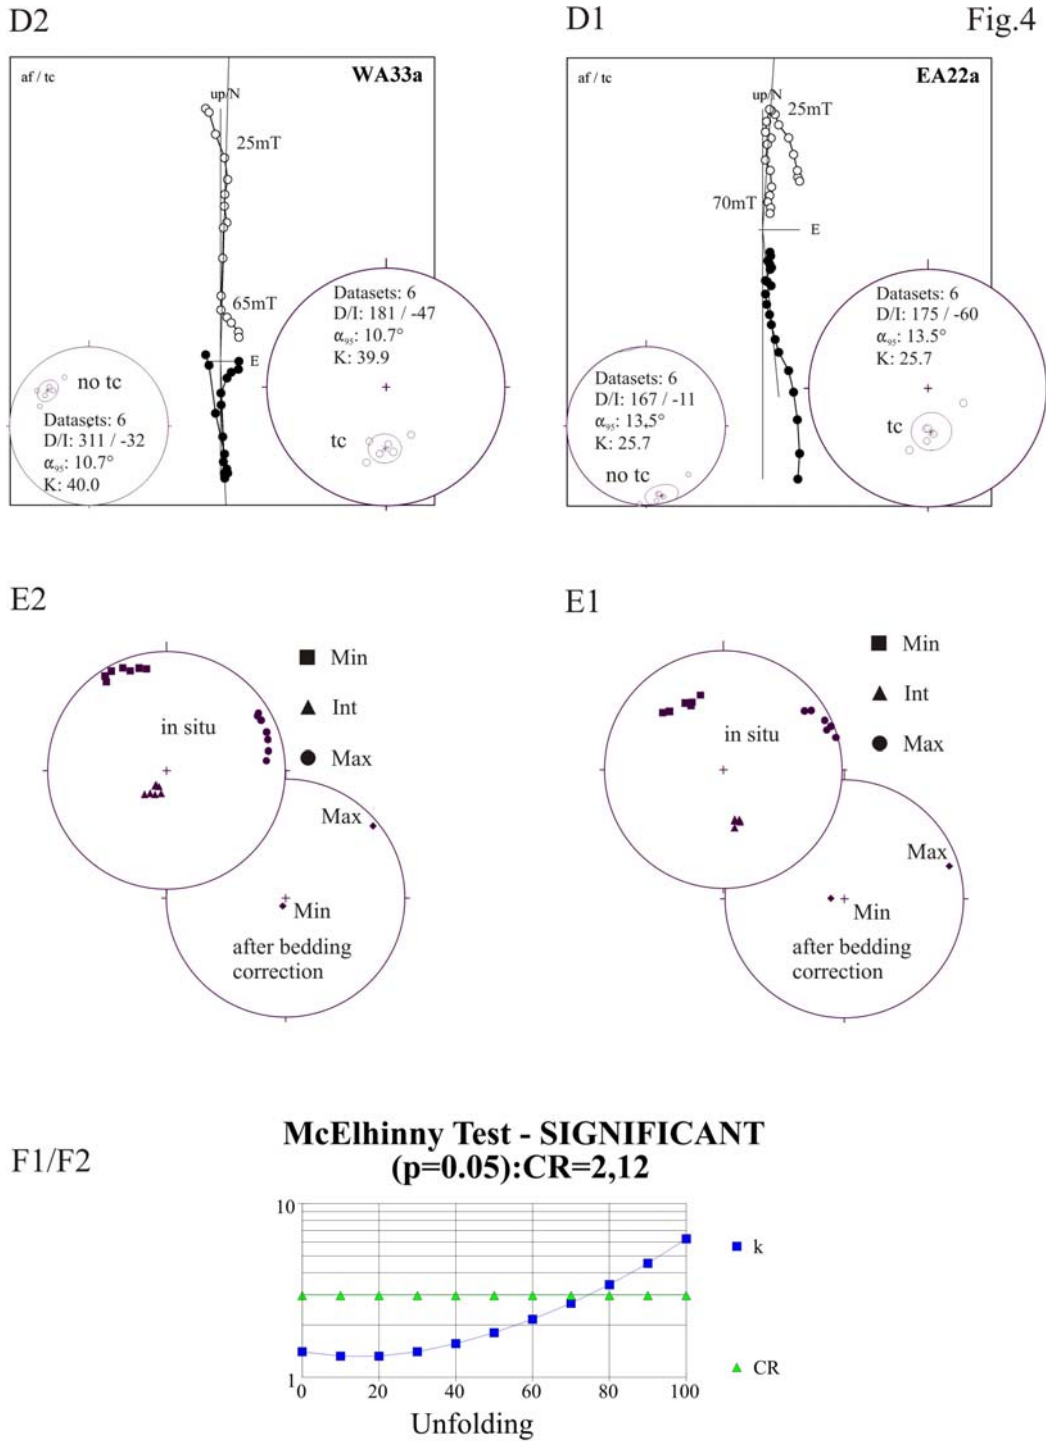 D2
D1
Fig.4
af / tc
WA33a
up/N
25mT
65mT
E
no tc
Datasets: 6
D/I: 311 / -32
α95: 10.7°
K: 40.0
Datasets: 6
D/I: 181 / -47
α95: 10.7°
K: 39.9
tc
af / tc
EA22a
up/N
25mT
70mT
E
Datasets: 6
D/I: 167 / -11
α95: 13,5°
K: 25.7
no tc
Datasets: 6
D/I: 175 / -60
α95: 13.5°
K: 25.7
tc
E2
Min
Int
Max
in situ
Max
Min
after bedding
correction
E1
Min
Int
Max
in situ
Max
Min
after bedding
correction
F1/F2
McElhinny Test - SIGNIFICANT
(p=0.05):CR=2,12
10
1
0 20 40 60 80 100
Unfolding
k
CR